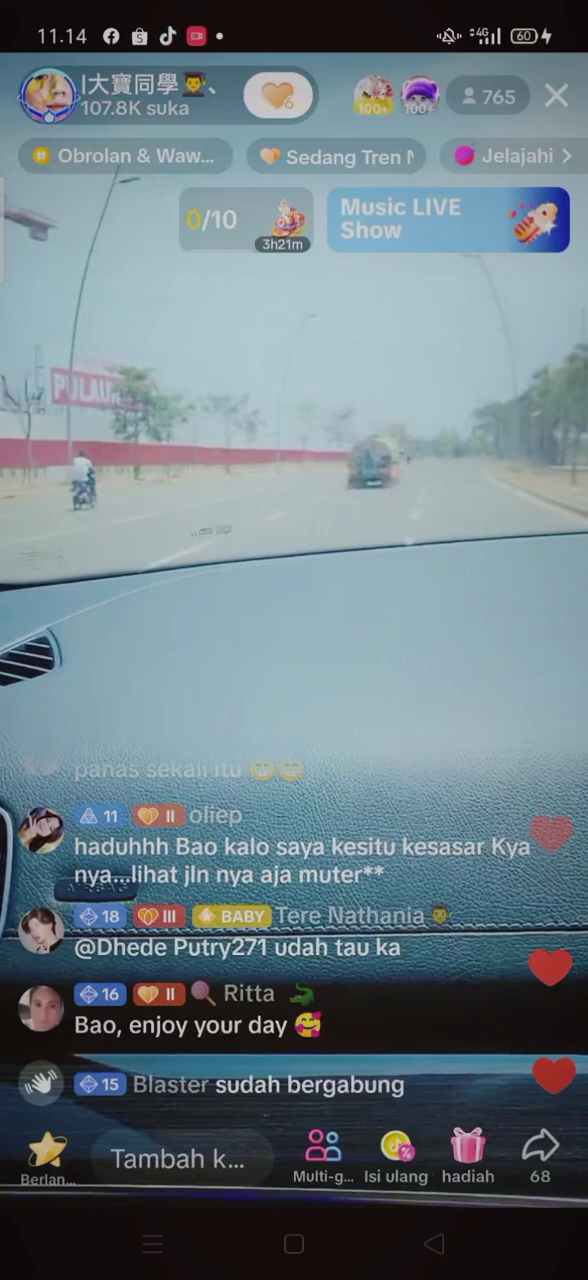 11.14
4G
60
|大寶同學👨‍🎓、
107.8K suka
6
100+
100+
765
Obrolan & Waw...
Sedang Tren
Jelajahi >
0/10
3h21m
Music LIVE
Show
PULAU
panas sekali itu 😁😁
11 II oliep
haduhhh Bao kalo saya kesitu kesasar Kya
nya...lihat jln nya aja muter**
18 III BABY Tere Nathania👨‍🎓
@Dhede Putry271 udah tau ka
16 II 🍭 Ritta 🐊
Bao, enjoy your day 🥰
15 Blaster sudah bergabung
Tambah k...
Berlan...
Multi-g...
Isi ulang
hadiah
68